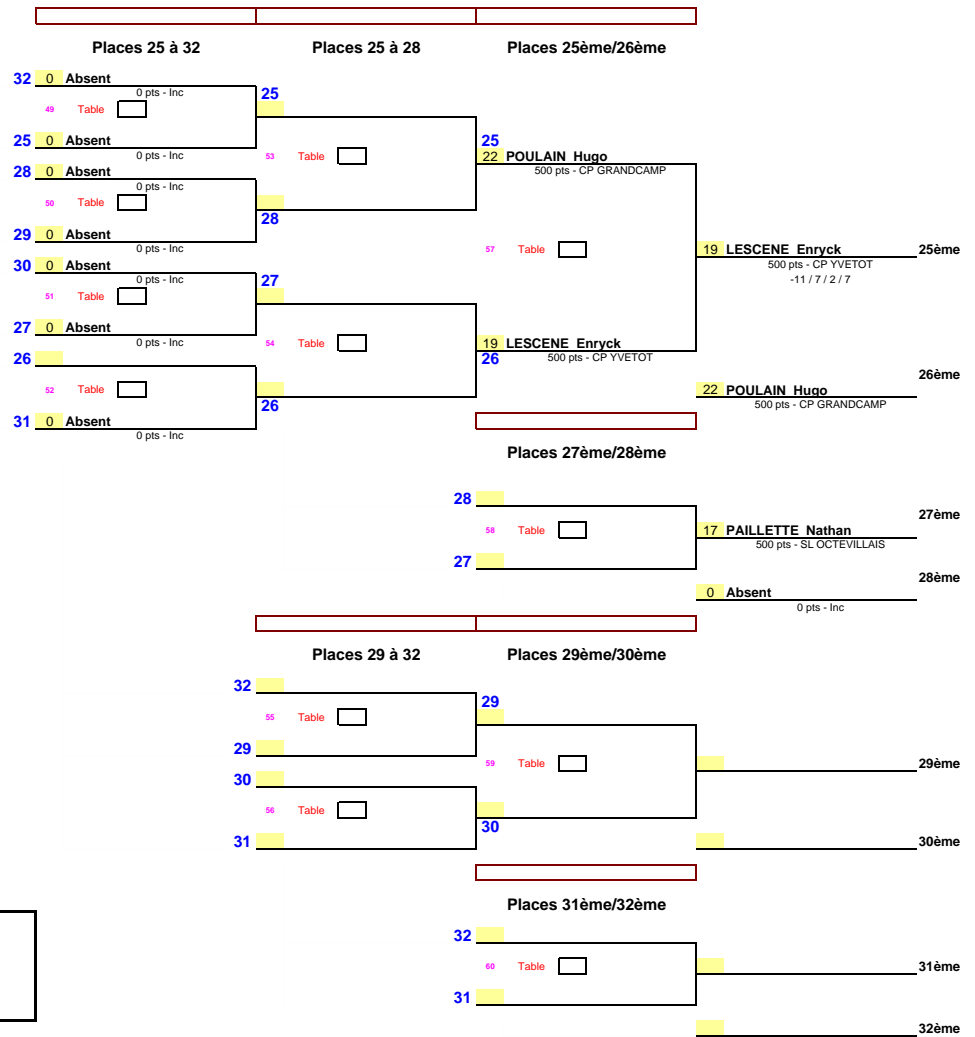 Places 25 à 32 Places 25 à 28 Places 25ème/26ème
32 0 Absent
0 pts - Inc
25
49 Table
25 0 Absent
0 pts - Inc
53 Table
25
22 POULAIN Hugo
500 pts - CP GRANDCAMP
28 0 Absent
0 pts - Inc
50 Table
28
29 0 Absent
0 pts - Inc
57 Table
19 LESCENE Enryck 25ème
500 pts - CP YVETOT
-11 / 7 / 2 / 7
30 0 Absent
0 pts - Inc
27
51 Table
27 0 Absent
0 pts - Inc
54 Table
19 LESCENE Enryck
26 500 pts - CP YVETOT
26
52 Table
26ème
22 POULAIN Hugo
500 pts - CP GRANDCAMP
26
31 0 Absent
0 pts - Inc
Places 27ème/28ème
28
27ème
58 Table
17 PAILLETTE Nathan
500 pts - SL OCTEVILLAIS
27
28ème
0 Absent
0 pts - Inc
Places 29 à 32 Places 29ème/30ème
32
29
55 Table
29
59 Table
29ème
30
56 Table
30
31
30ème
Places 31ème/32ème
32
60 Table
31ème
31
32ème